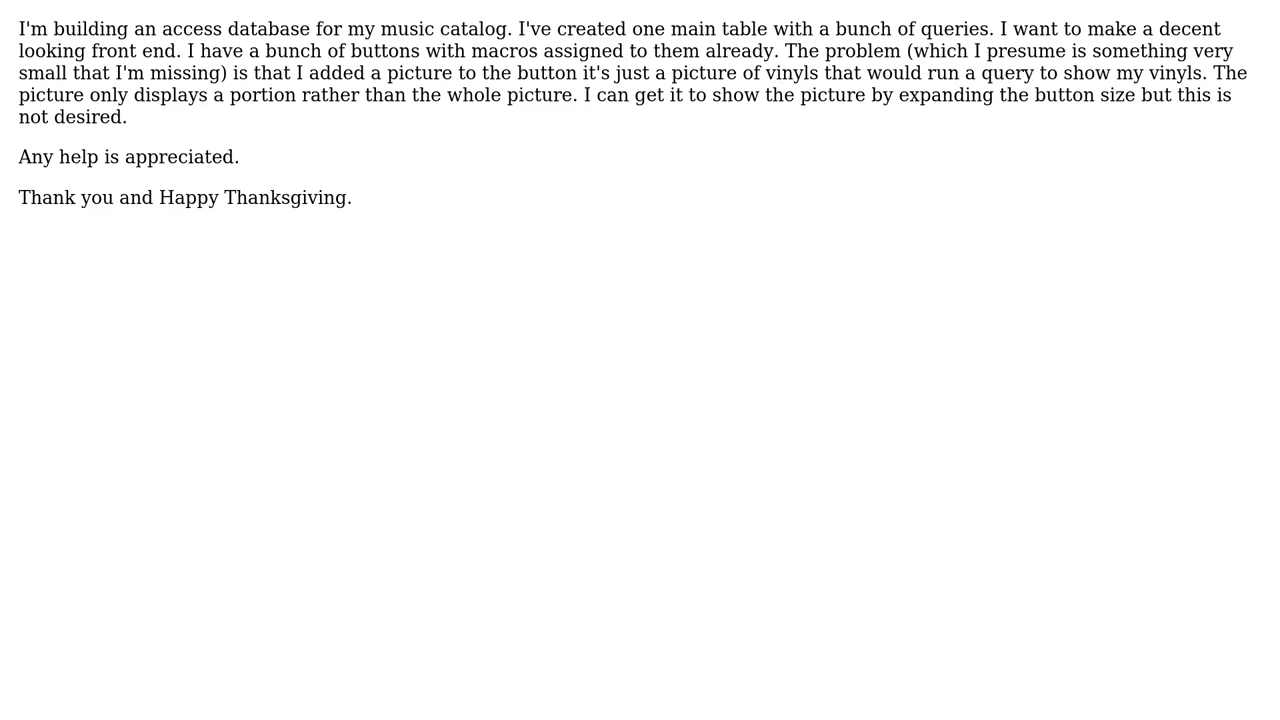 I'm building an access database for my music catalog. I've created one main table with a bunch of queries. I want to make a decent
looking front end. I have a bunch of buttons with macros assigned to them already. The problem (which I presume is something very
small that I'm missing) is that I added a picture to the button it's just a picture of vinyls that would run a query to show my vinyls. The
picture only displays a portion rather than the whole picture. I can get it to show the picture by expanding the button size but this is
not desired.
Any help is appreciated.
Thank you and Happy Thanksgiving.